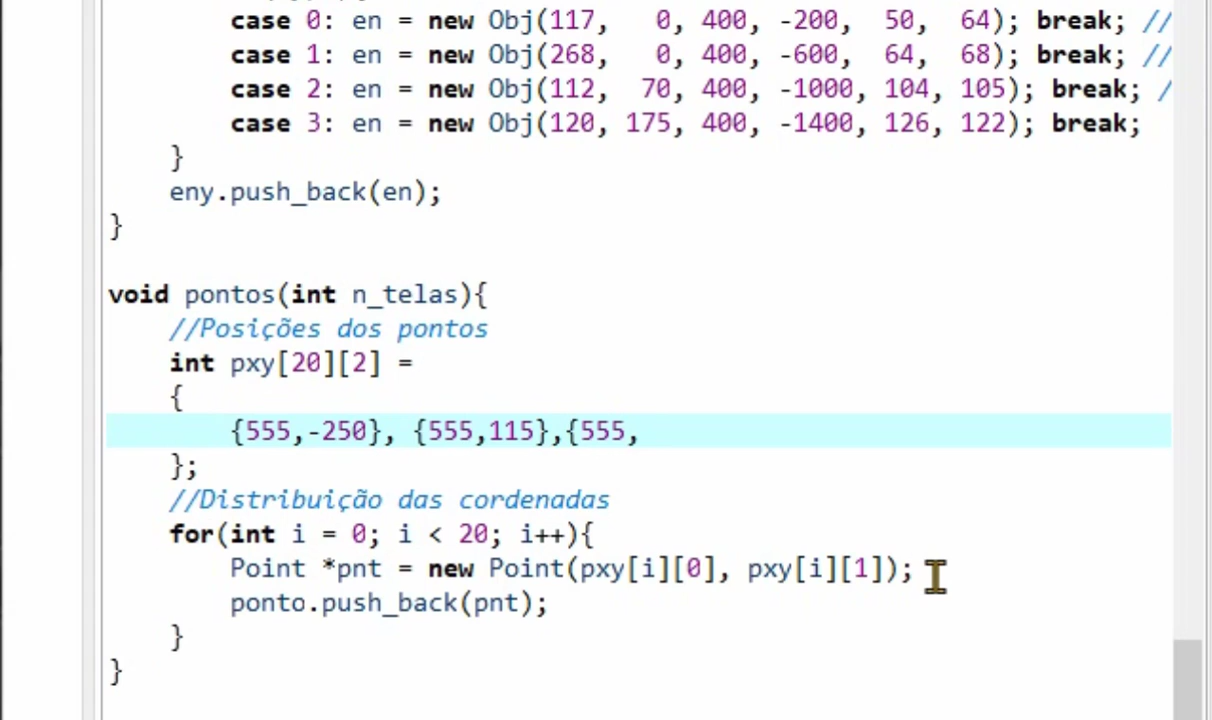 case 0: en = new Obj(117,   0, 400, -200,  50,  64); break; //
case 1: en = new Obj(268,   0, 400, -600,  64,  68); break; //
case 2: en = new Obj(112,  70, 400, -1000, 104, 105); break; /
case 3: en = new Obj(120, 175, 400, -1400, 126, 122); break;
}
eny.push_back(en);
}
void pontos(int n_telas){
//Posições dos pontos
int pxy[20][2] =
{
{555,-250}, {555,115},{555,
};
//Distribuição das cordenadas
for(int i = 0; i < 20; i++){
Point *pnt = new Point(pxy[i][0], pxy[i][1]);
ponto.push_back(pnt);
}
}